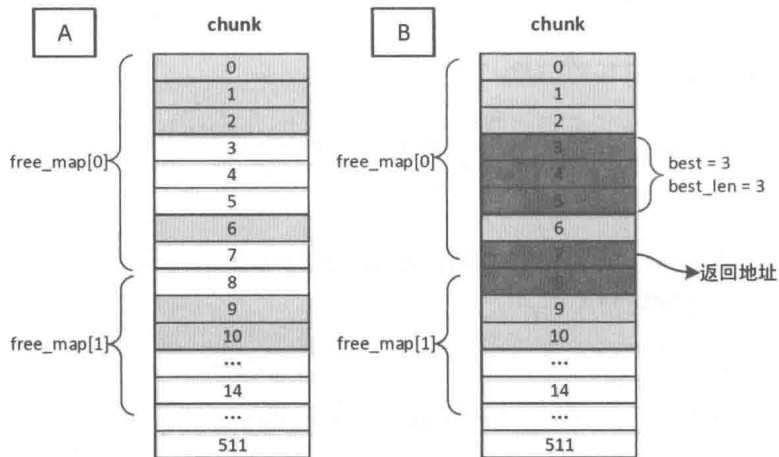 A
chunk
0
1
2
3
4
5
6
7
8
9
10
...
14
...
511
free_map[0]
free_map[1]
B
chunk
0
1
2
3
4
5
6
7
9
10
...
14
...
511
free_map[0]
free_map[1]
best = 3
best_len = 3
返回地址